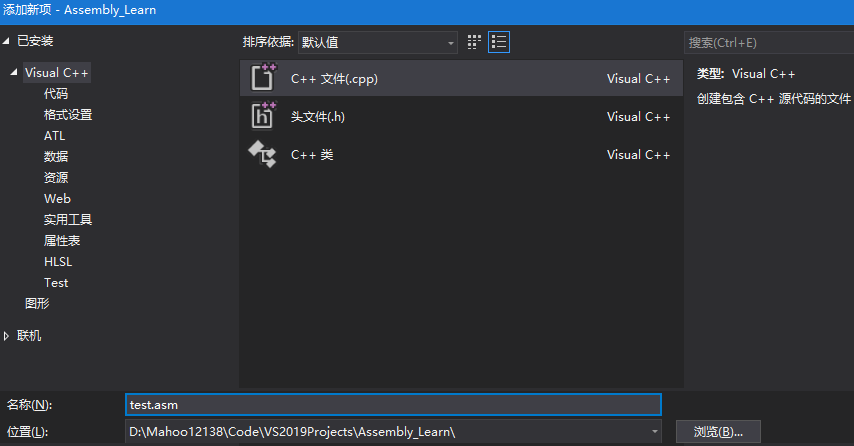 添加新项 - Assembly_Learn
已安装
Visual C++
代码
格式设置
ATL
数据
资源
Web
实用工具
属性表
HLSL
Test
图形
联机
排序依据: 默认值
搜索(Ctrl+E)
C++ 文件(.cpp) Visual C++
头文件(.h) Visual C++
C++ 类 Visual C++
类型: Visual C++
创建包含 C++ 源代码的文件
名称(N): test.asm
位置(L): D:\Mahoo12138\Code\VS2019Projects\Assembly_Learn\ 浏览(B)...